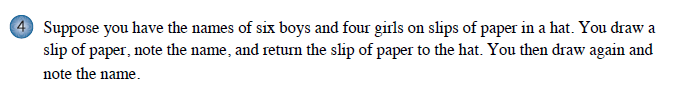 4 Suppose you have the names of six boys and four girls on slips of paper in a hat. You draw a
slip of paper, note the name, and return the slip of paper to the hat. You then draw again and
note the name.